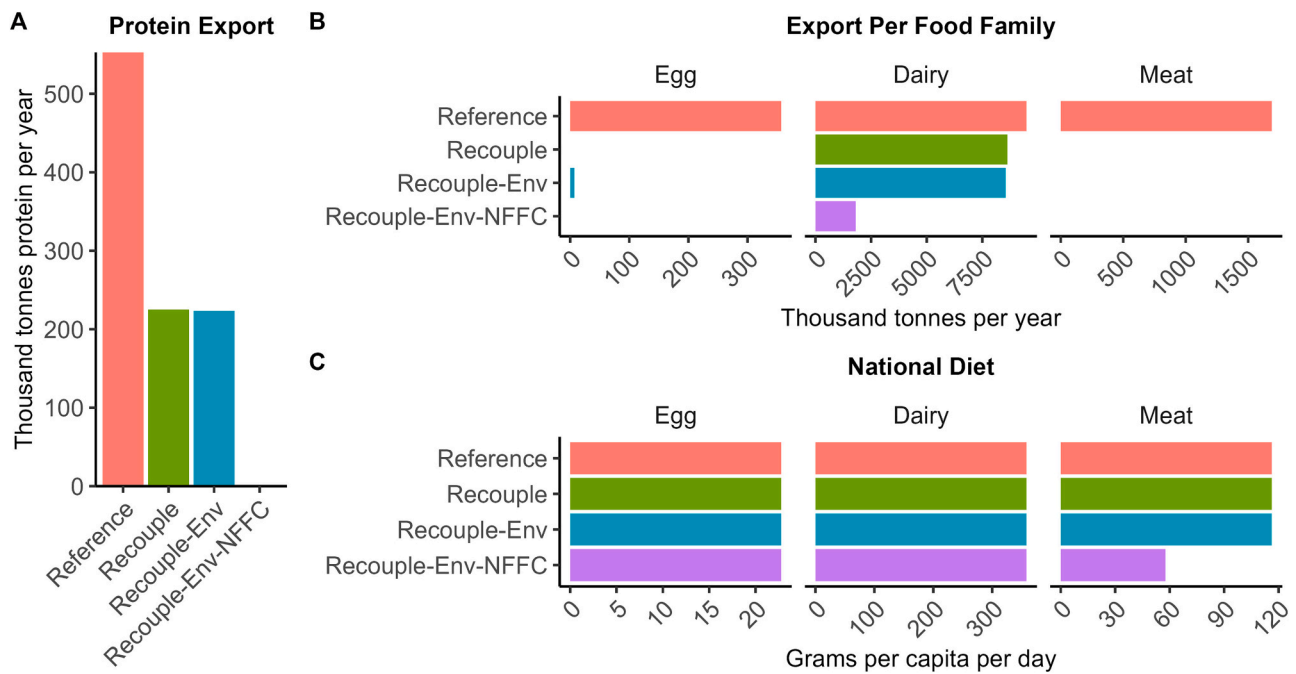 A
Protein Export
Thousand tonnes protein per year
500
400
300
200
100
0
Reference
Recouple
Recouple-Env
Recouple-Env-NFFC
B
Export Per Food Family
Egg Dairy Meat
Reference
Recouple
Recouple-Env
Recouple-Env-NFFC
0 100 200 300 0 2500 5000 7500 0 500 1000 1500
Thousand tonnes per year
C
National Diet
Egg Dairy Meat
Reference
Recouple
Recouple-Env
Recouple-Env-NFFC
0 5 10 15 20 0 100 200 300 0 30 60 90 120
Grams per capita per day